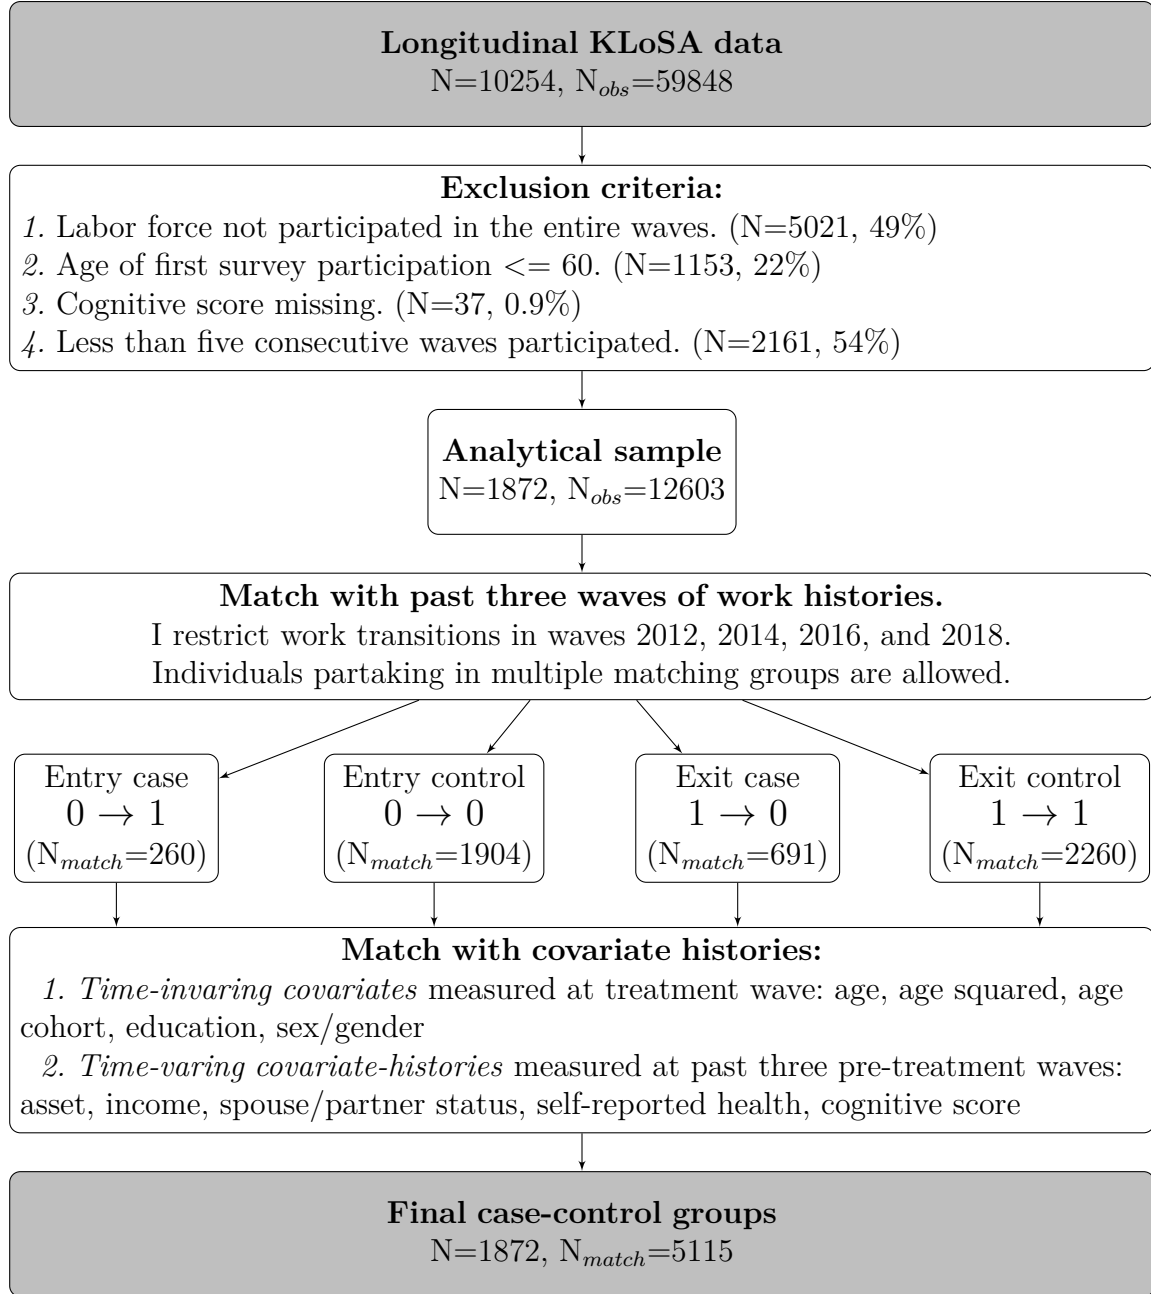 Longitudinal KLoSA data
N=10254, N_obs=59848
Exclusion criteria:
1. Labor force not participated in the entire waves. (N=5021, 49%)
2. Age of first survey participation <= 60. (N=1153, 22%)
3. Cognitive score missing. (N=37, 0.9%)
4. Less than five consecutive waves participated. (N=2161, 54%)
Analytical sample
N=1872, N_obs=12603
Match with past three waves of work histories.
I restrict work transitions in waves 2012, 2014, 2016, and 2018.
Individuals partaking in multiple matching groups are allowed.
Entry case
0 → 1
(N_match=260)
Entry control
0 → 0
(N_match=1904)
Exit case
1 → 0
(N_match=691)
Exit control
1 → 1
(N_match=2260)
Match with covariate histories:
1. Time-invaring covariates measured at treatment wave: age, age squared, age
cohort, education, sex/gender
2. Time-varing covariate-histories measured at past three pre-treatment waves:
asset, income, spouse/partner status, self-reported health, cognitive score
Final case-control groups
N=1872, N_match=5115